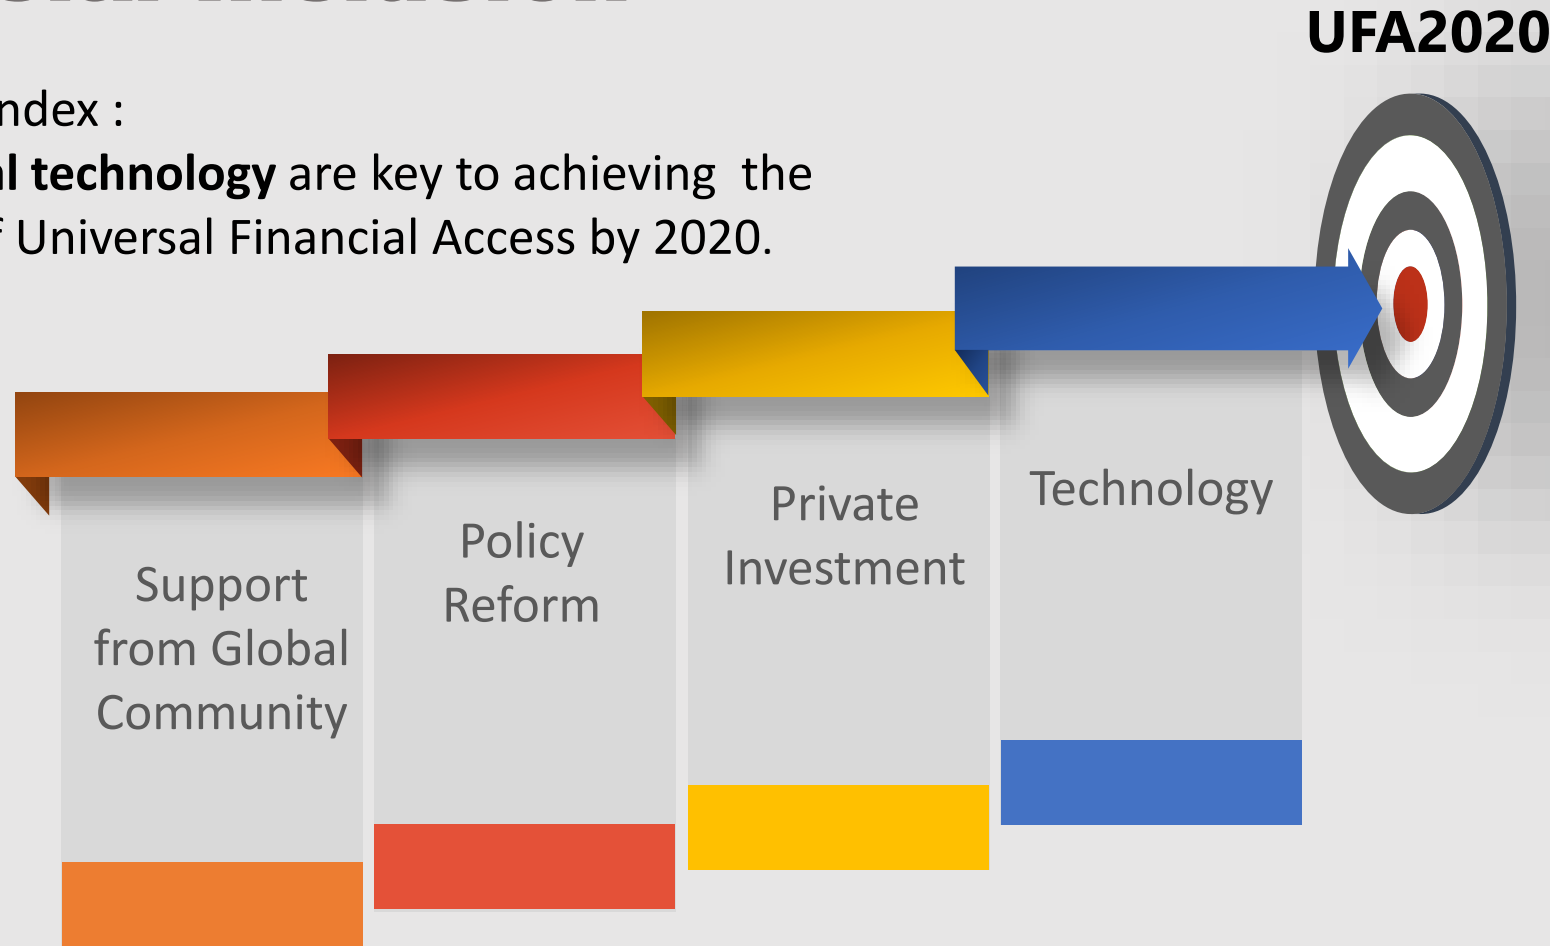 UFA2020
ndex :
l technology are key to achieving the
Universal Financial Access by 2020.
Support
from Global
Community
Policy
Reform
Private
Investment
Technology